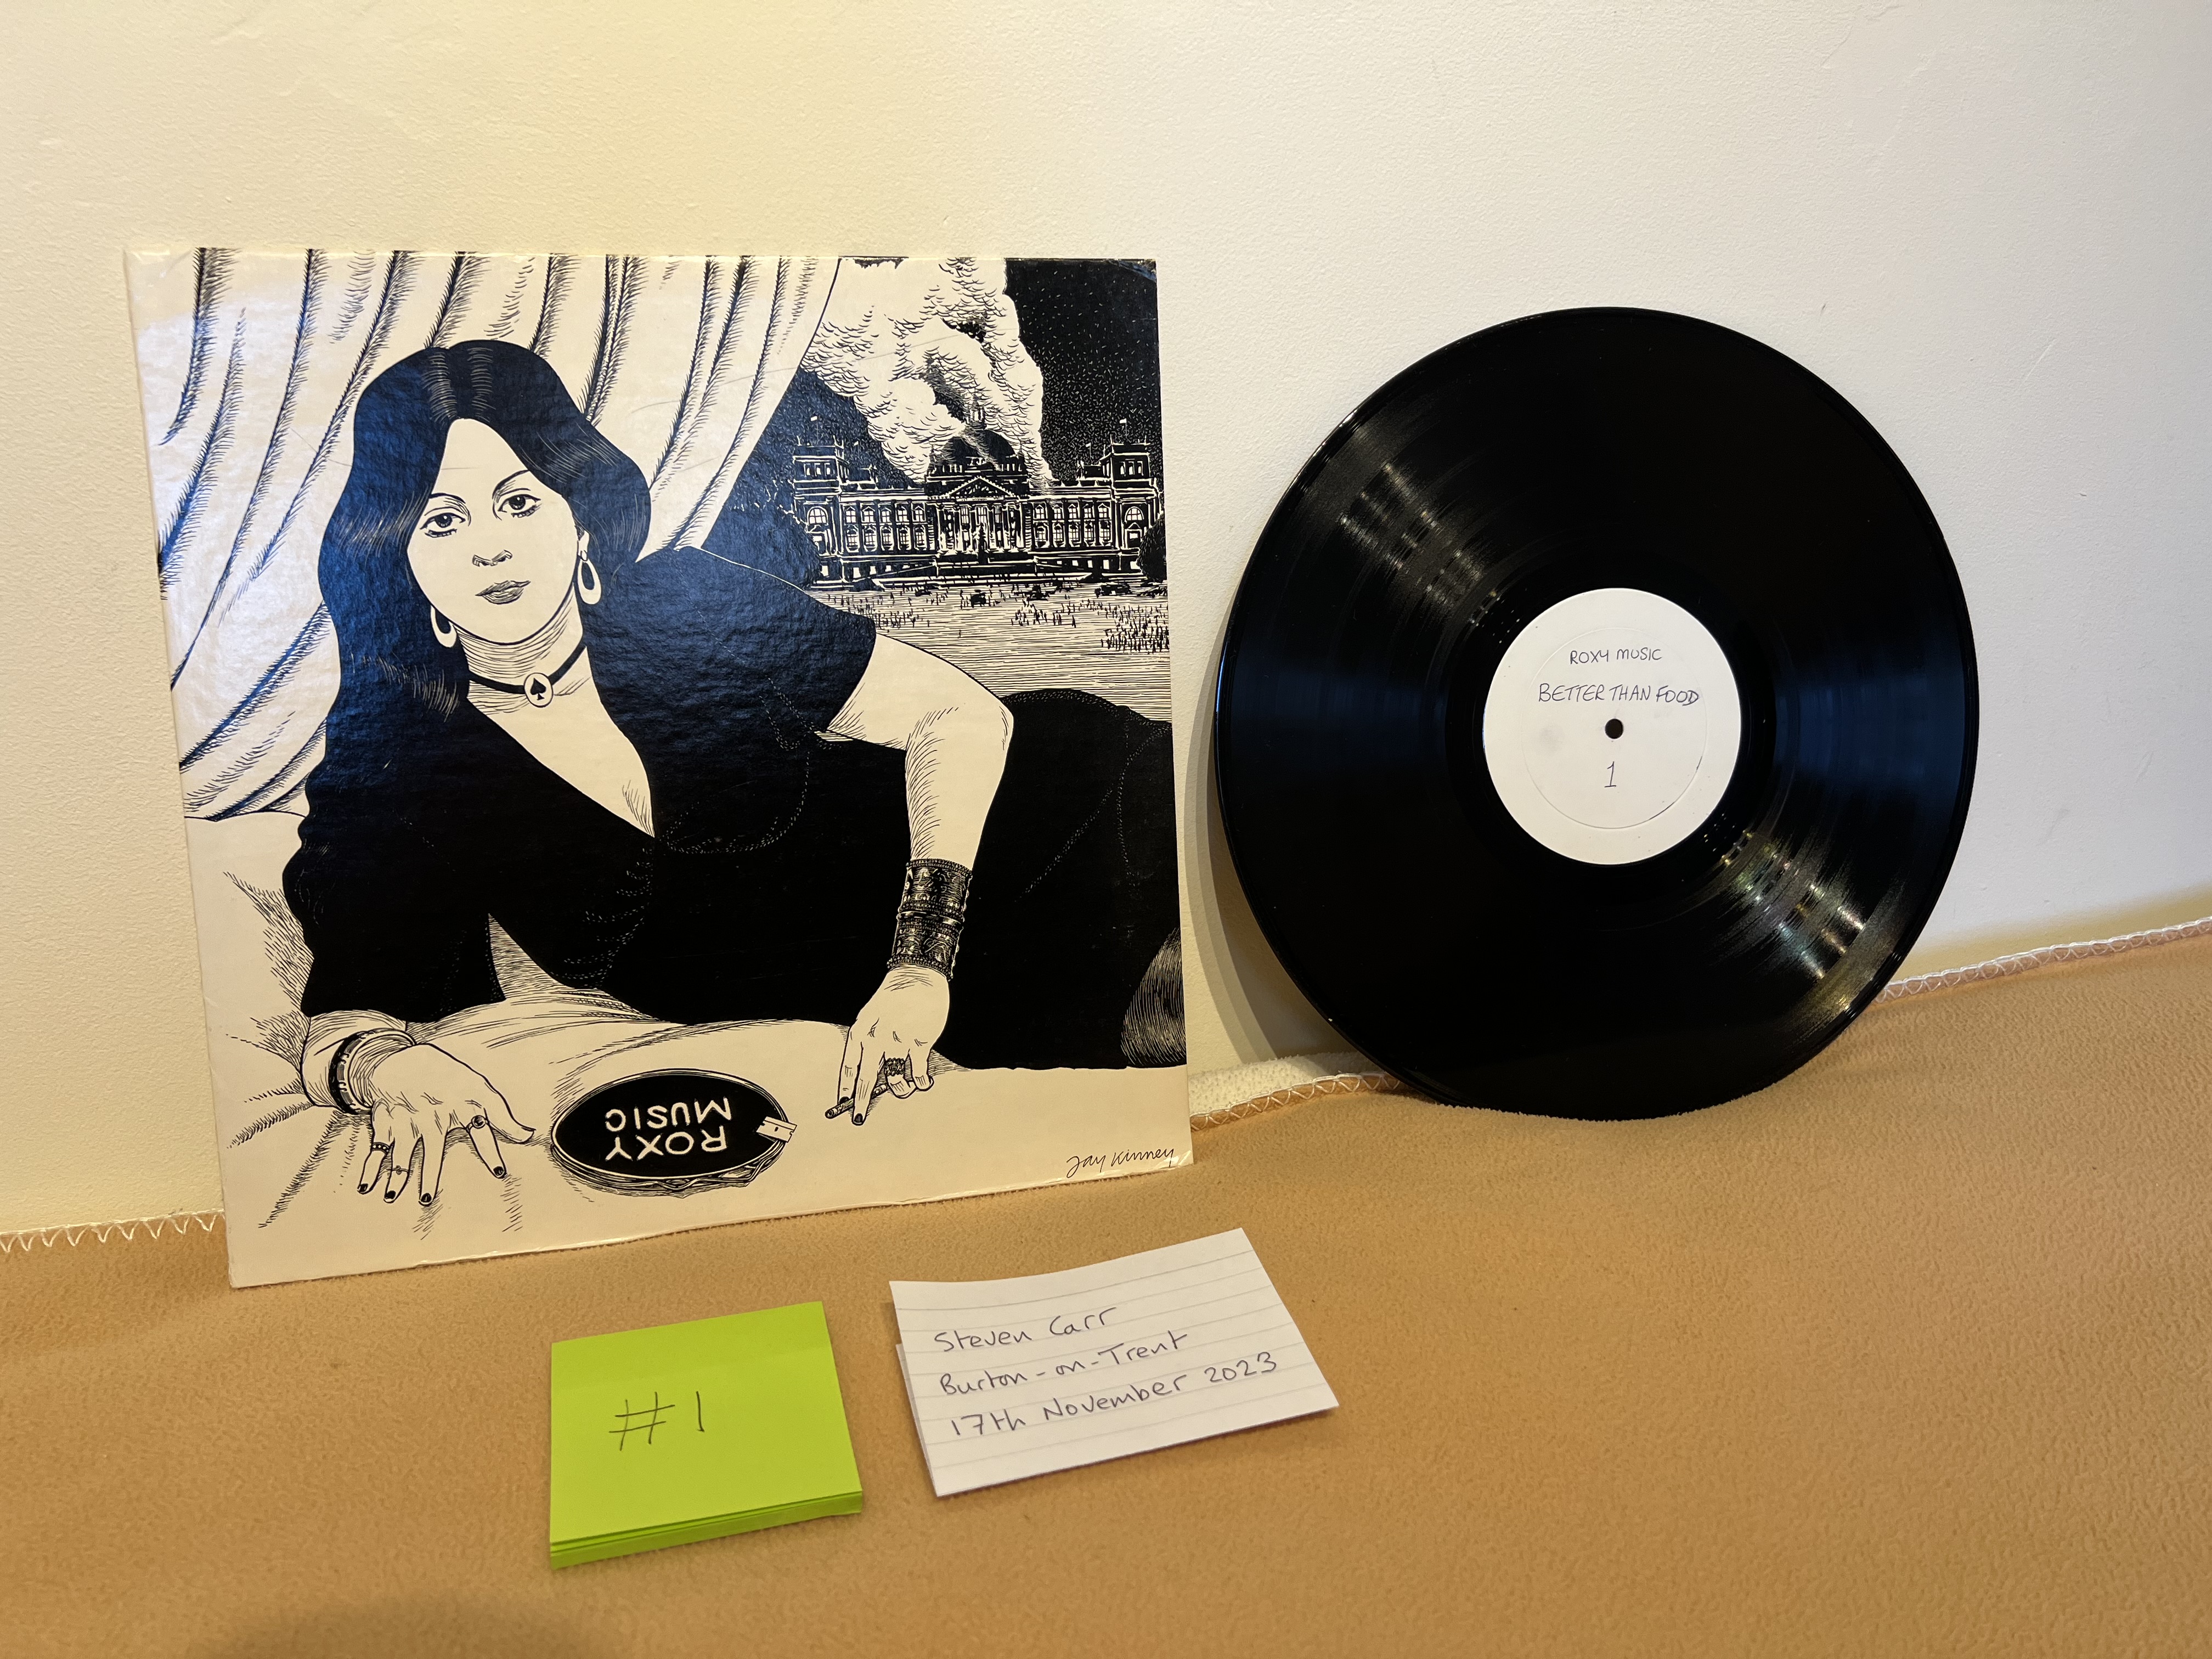 ROXY
MUSIC
Jay Kinney
ROXY MUSIC
BETTER THAN FOOD
1
#1
Steven Carr
Burton-on-Trent
17th November 2023